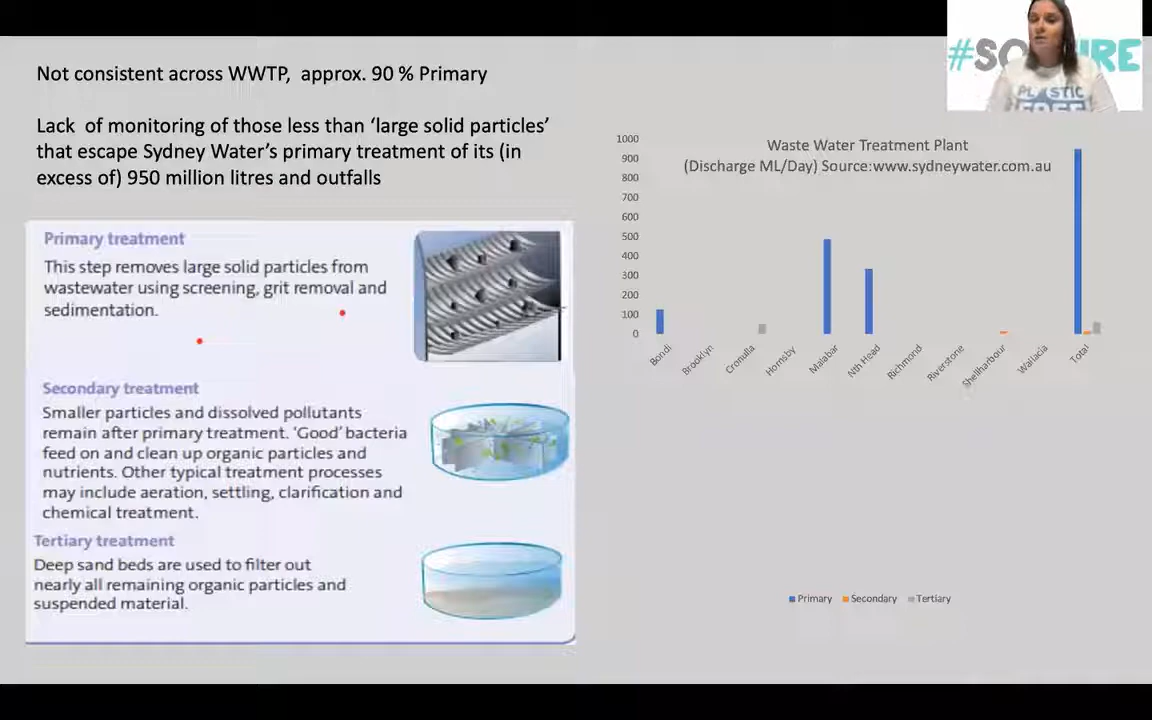 Not consistent across WWTP, approx. 90 % Primary
Lack of monitoring of those less than 'large solid particles'
that escape Sydney Water's primary treatment of its (in
excess of) 950 million litres and outfalls
Primary treatment
This step removes large solid particles from
wastewater using screening, grit removal and
sedimentation.
Secondary treatment
Smaller particles and dissolved pollutants
remain after primary treatment. 'Good' bacteria
feed on and clean up organic particles and
nutrients. Other typical treatment processes
may include aeration, settling, clarification and
chemical treatment.
Tertiary treatment
Deep sand beds are used to filter out
nearly all remaining organic particles and
suspended material.
PLASTIC
FREE
Waste Water Treatment Plant
(Discharge ML/Day) Source:www.sydneywater.com.au
1000
900
800
700
600
500
400
300
200
100
0
Bondi
Brooklyn
Cronulla
Hornsby
Malabar
Nth Head
Richmond
Riverstone
Shellharbour
Wallacia
Total
Primary
Secondary
Tertiary